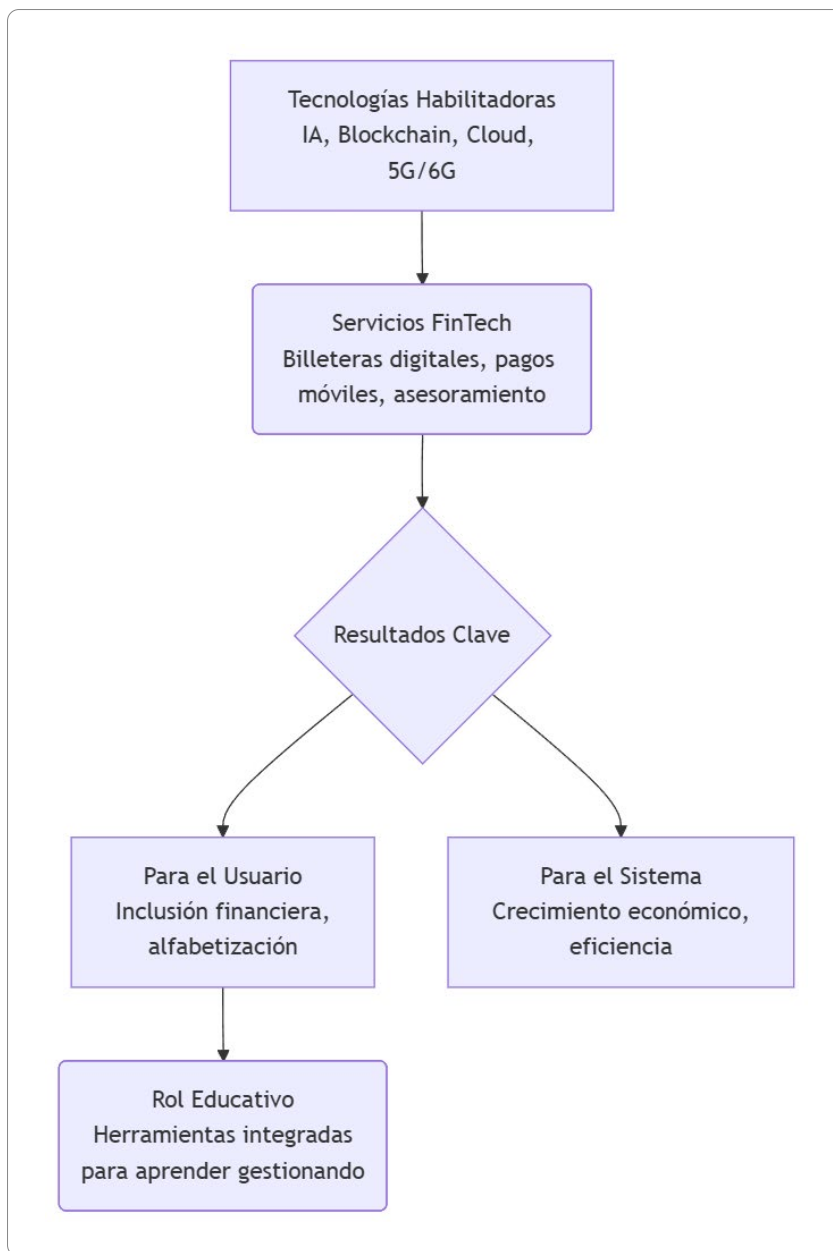 Tecnologías Habilitadoras
IA, Blockchain, Cloud,
5G/6G
Servicios FinTech
Billeteras digitales, pagos
móviles, asesoramiento
Resultados Clave
Para el Usuario
Inclusión financiera,
alfabetización
Para el Sistema
Crecimiento económico,
eficiencia
Rol Educativo
Herramientas integradas
para aprender gestionando